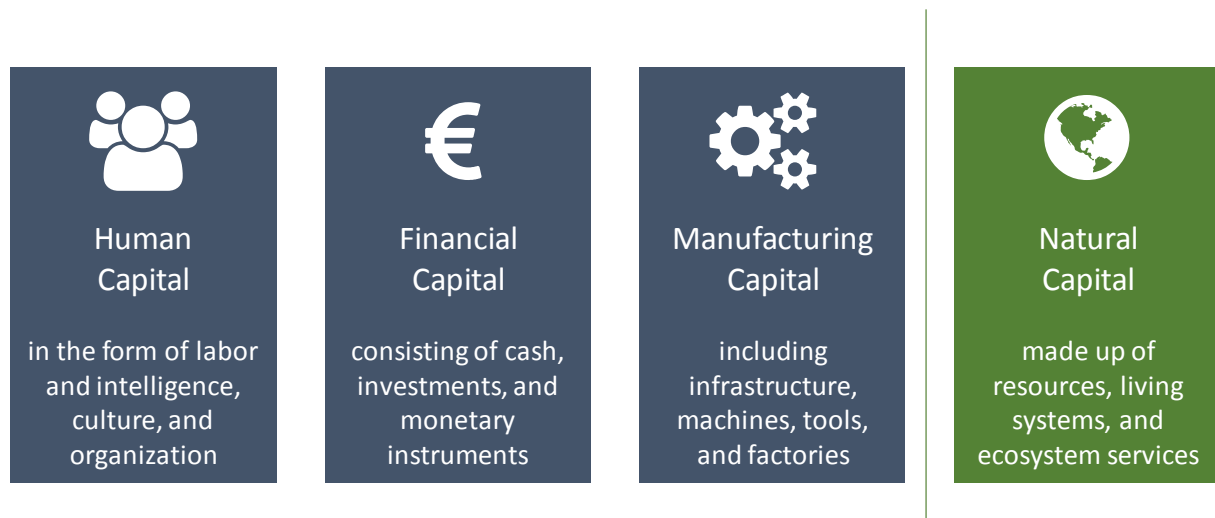 Human
Capital
in the form of labor
and intelligence,
culture, and
organization
€
Financial
Capital
consisting of cash,
investments, and
monetary
instruments
Manufacturing
Capital
including
infrastructure,
machines, tools,
and factories
Natural
Capital
made up of
resources, living
systems, and
ecosystem services